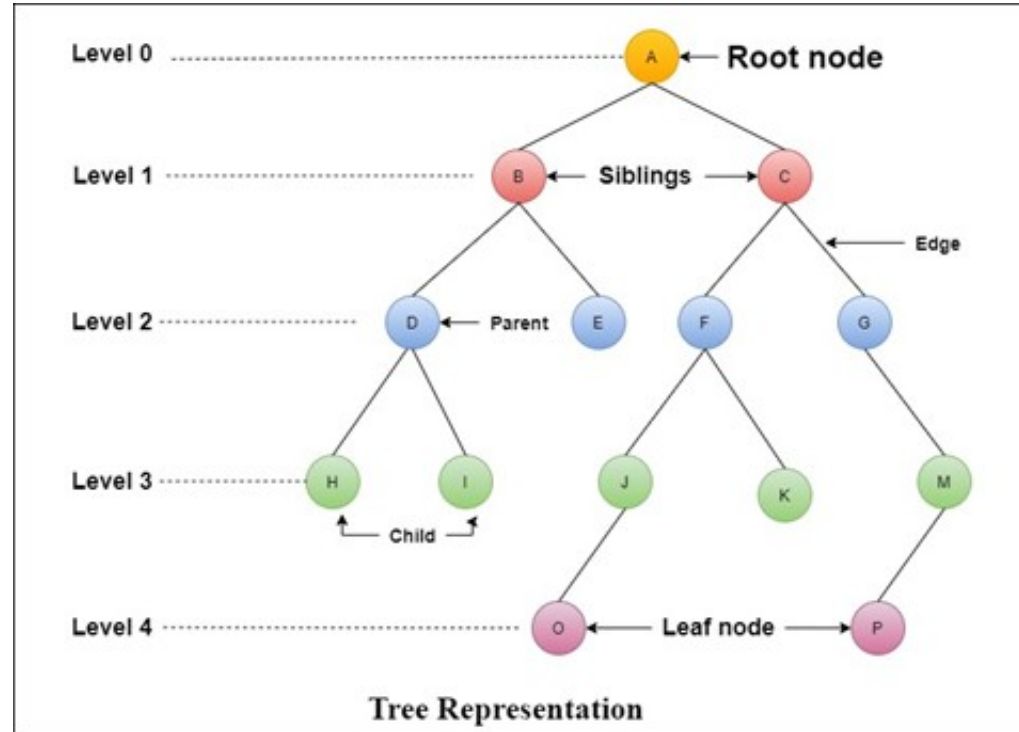 Level 0
A
Root node
Level 1
B
Siblings
C
Edge
Level 2
D
Parent
E
F
G
Level 3
H
I
J
K
M
Child
Level 4
O
Leaf node
P
Tree Representation